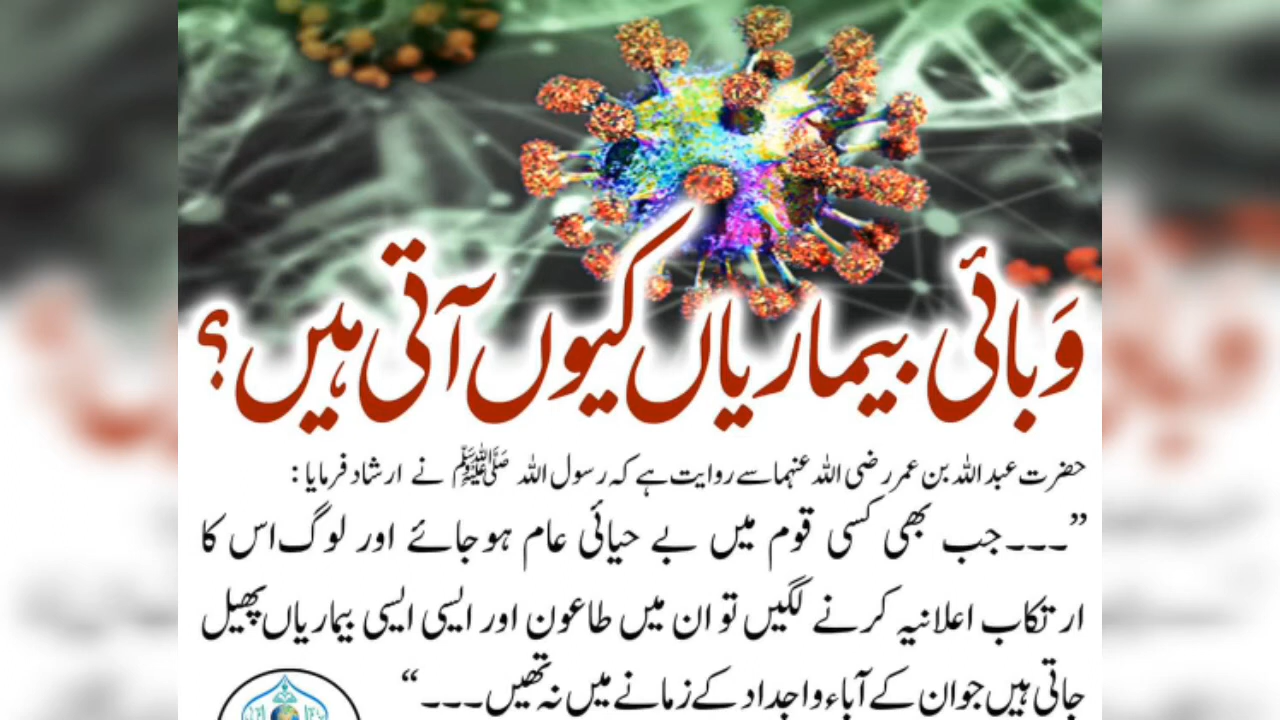 وَبائی بیماریاں کیوں آتی ہیں؟
حضرت عبد اللہ بن عمر رضی اللہ عنہما سے روایت ہے کہ رسول اللہ ﷺ نے ارشاد فرمایا:
”۔۔۔جب بھی کسی قوم میں بے حیائی عام ہو جائے اور لوگ اس کا
ارتکاب اعلانیہ کرنے لگیں تو ان میں طاعون اور ایسی ایسی بیماریاں پھیل
جاتی ہیں جو ان کے آباء و اجداد کے زمانے میں نہ تھیں۔۔۔“